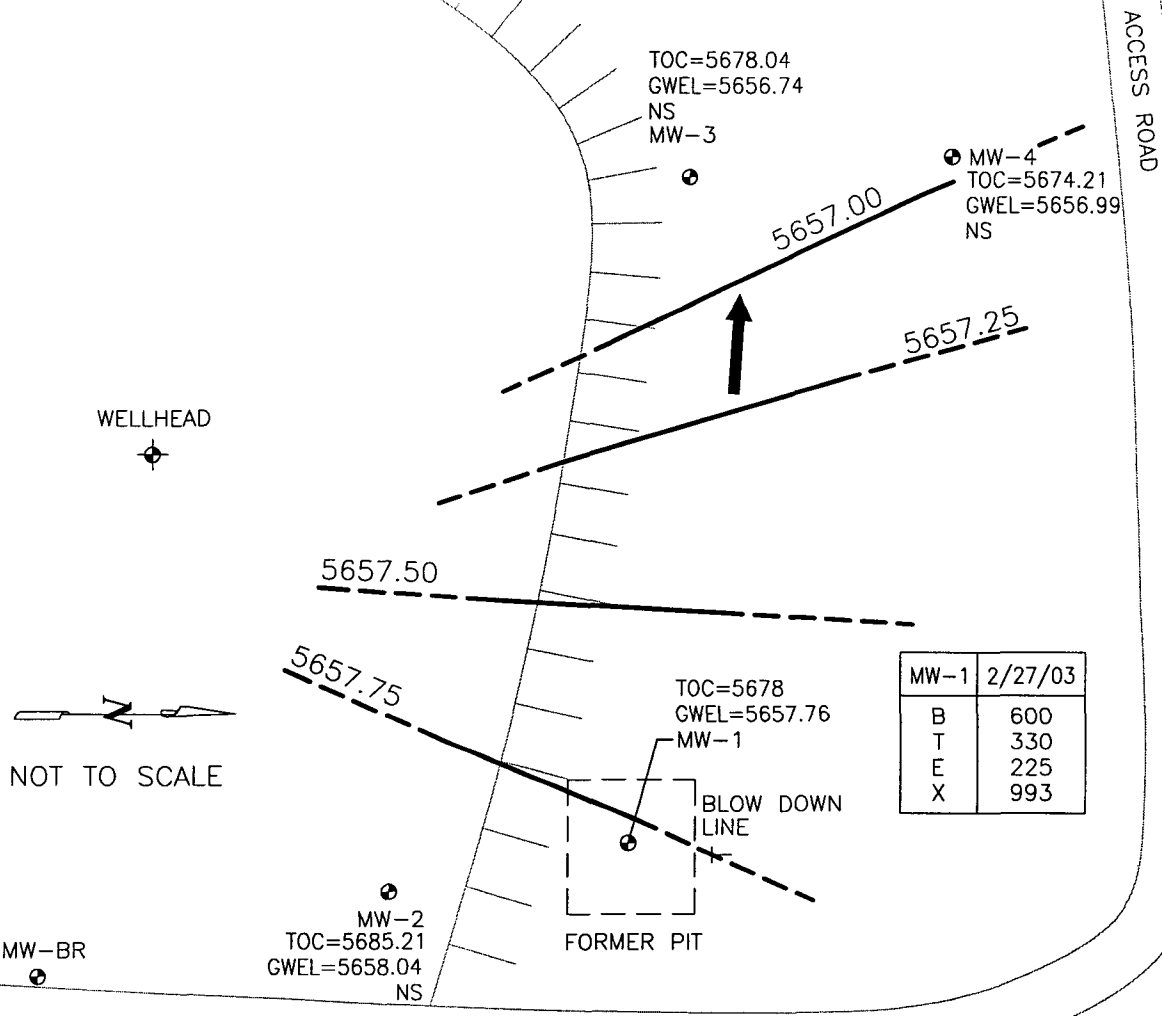 TOC=5678.04
GWEL=5656.74
NS
MW-3
ACCESS ROAD
MW-4
TOC=5674.21
GWEL=5656.99
NS
5657.00
5657.25
WELLHEAD
5657.50
5657.75
N
NOT TO SCALE
TOC=5678
GWEL=5657.76
MW-1
MW-1 2/27/03
B 600
T 330
E 225
X 993
BLOW DOWN
LINE
FORMER PIT
MW-2
TOC=5685.21
GWEL=5658.04
NS
MW-BR